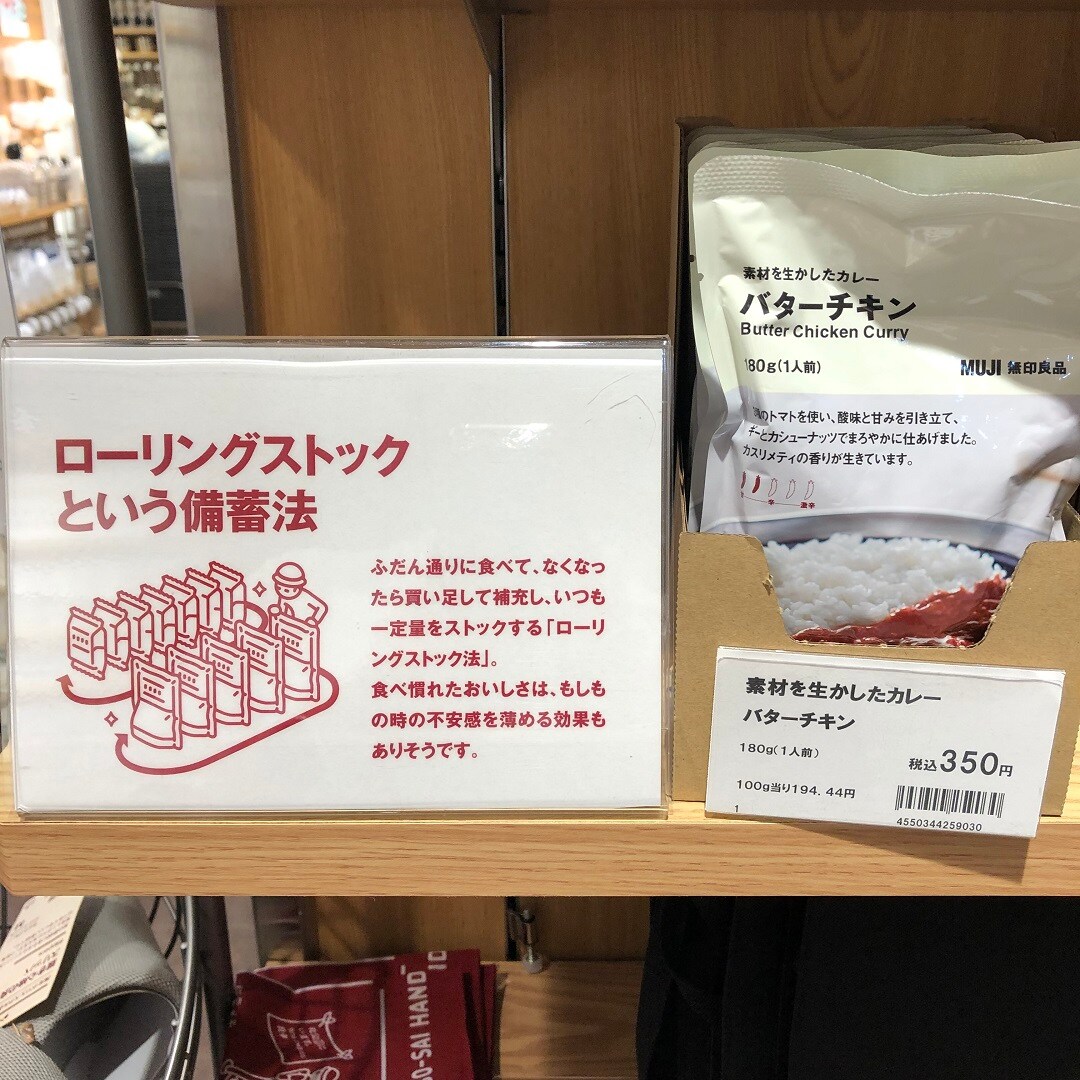 ローリングストック
という備蓄法
ふだん通りに食べて、なくなっ
たら買い足して補充し、いつも
一定量をストックする「ローリ
ングストック法」。
食べ慣れたおいしさは、もしも
の時の不安感を薄める効果も
ありそうです。
素材を生かしたカレー
バターチキン
Butter Chicken Curry
180g(1人前)
MUJI 無印良品
のトマトを使い、酸味と甘みを引き立て、
ギーとカシューナッツでまろやかに仕あげました。
カスリメティの香りが生きています。
辛 激辛
素材を生かしたカレー
バターチキン
180g(1人前)
税込350円
100g当り194.44円
1
4550344259030
SAI HAND